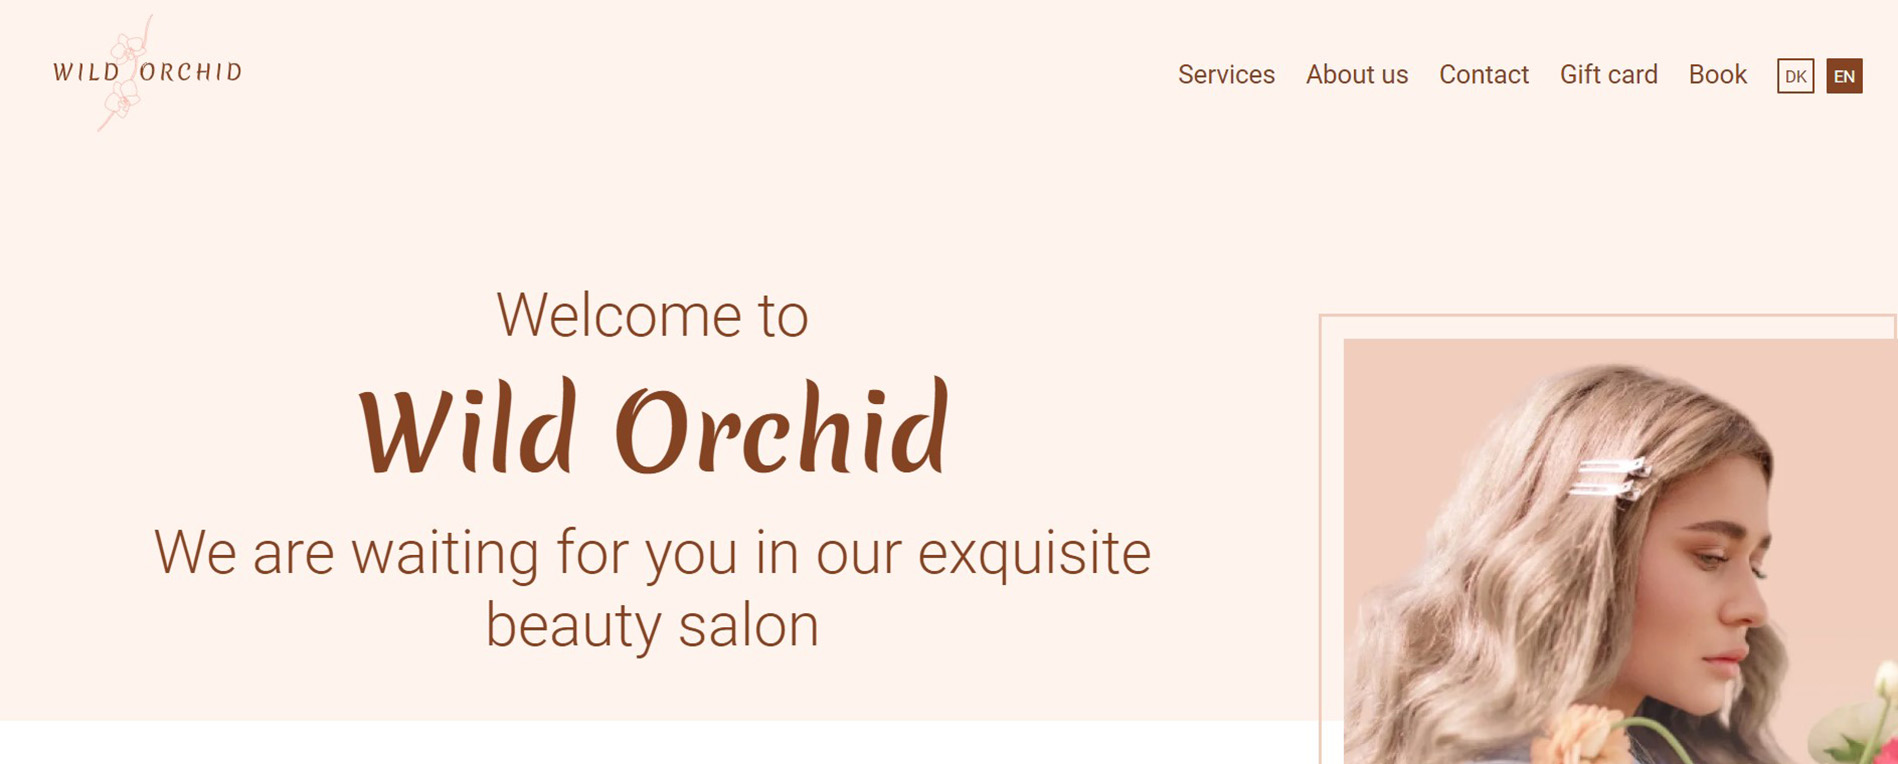 WILD ORCHID
Services About us Contact Gift card Book DK EN
Welcome to
Wild Orchid
We are waiting for you in our exquisite
beauty salon